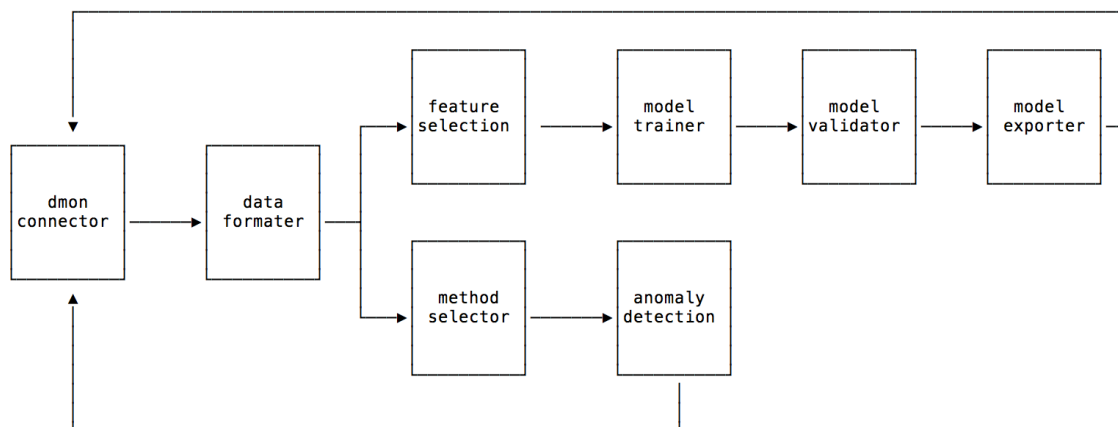 dmon
connector
data
formater
feature
selection
model
trainer
model
validator
model
exporter
method
selector
anomaly
detection